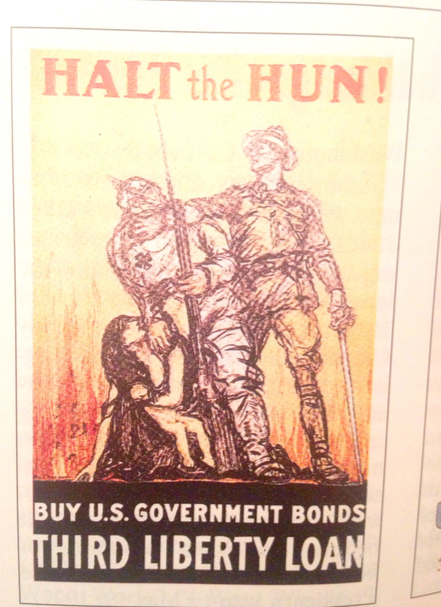 HALT the HUN!
BUY U.S. GOVERNMENT BONDS
THIRD LIBERTY LOAN